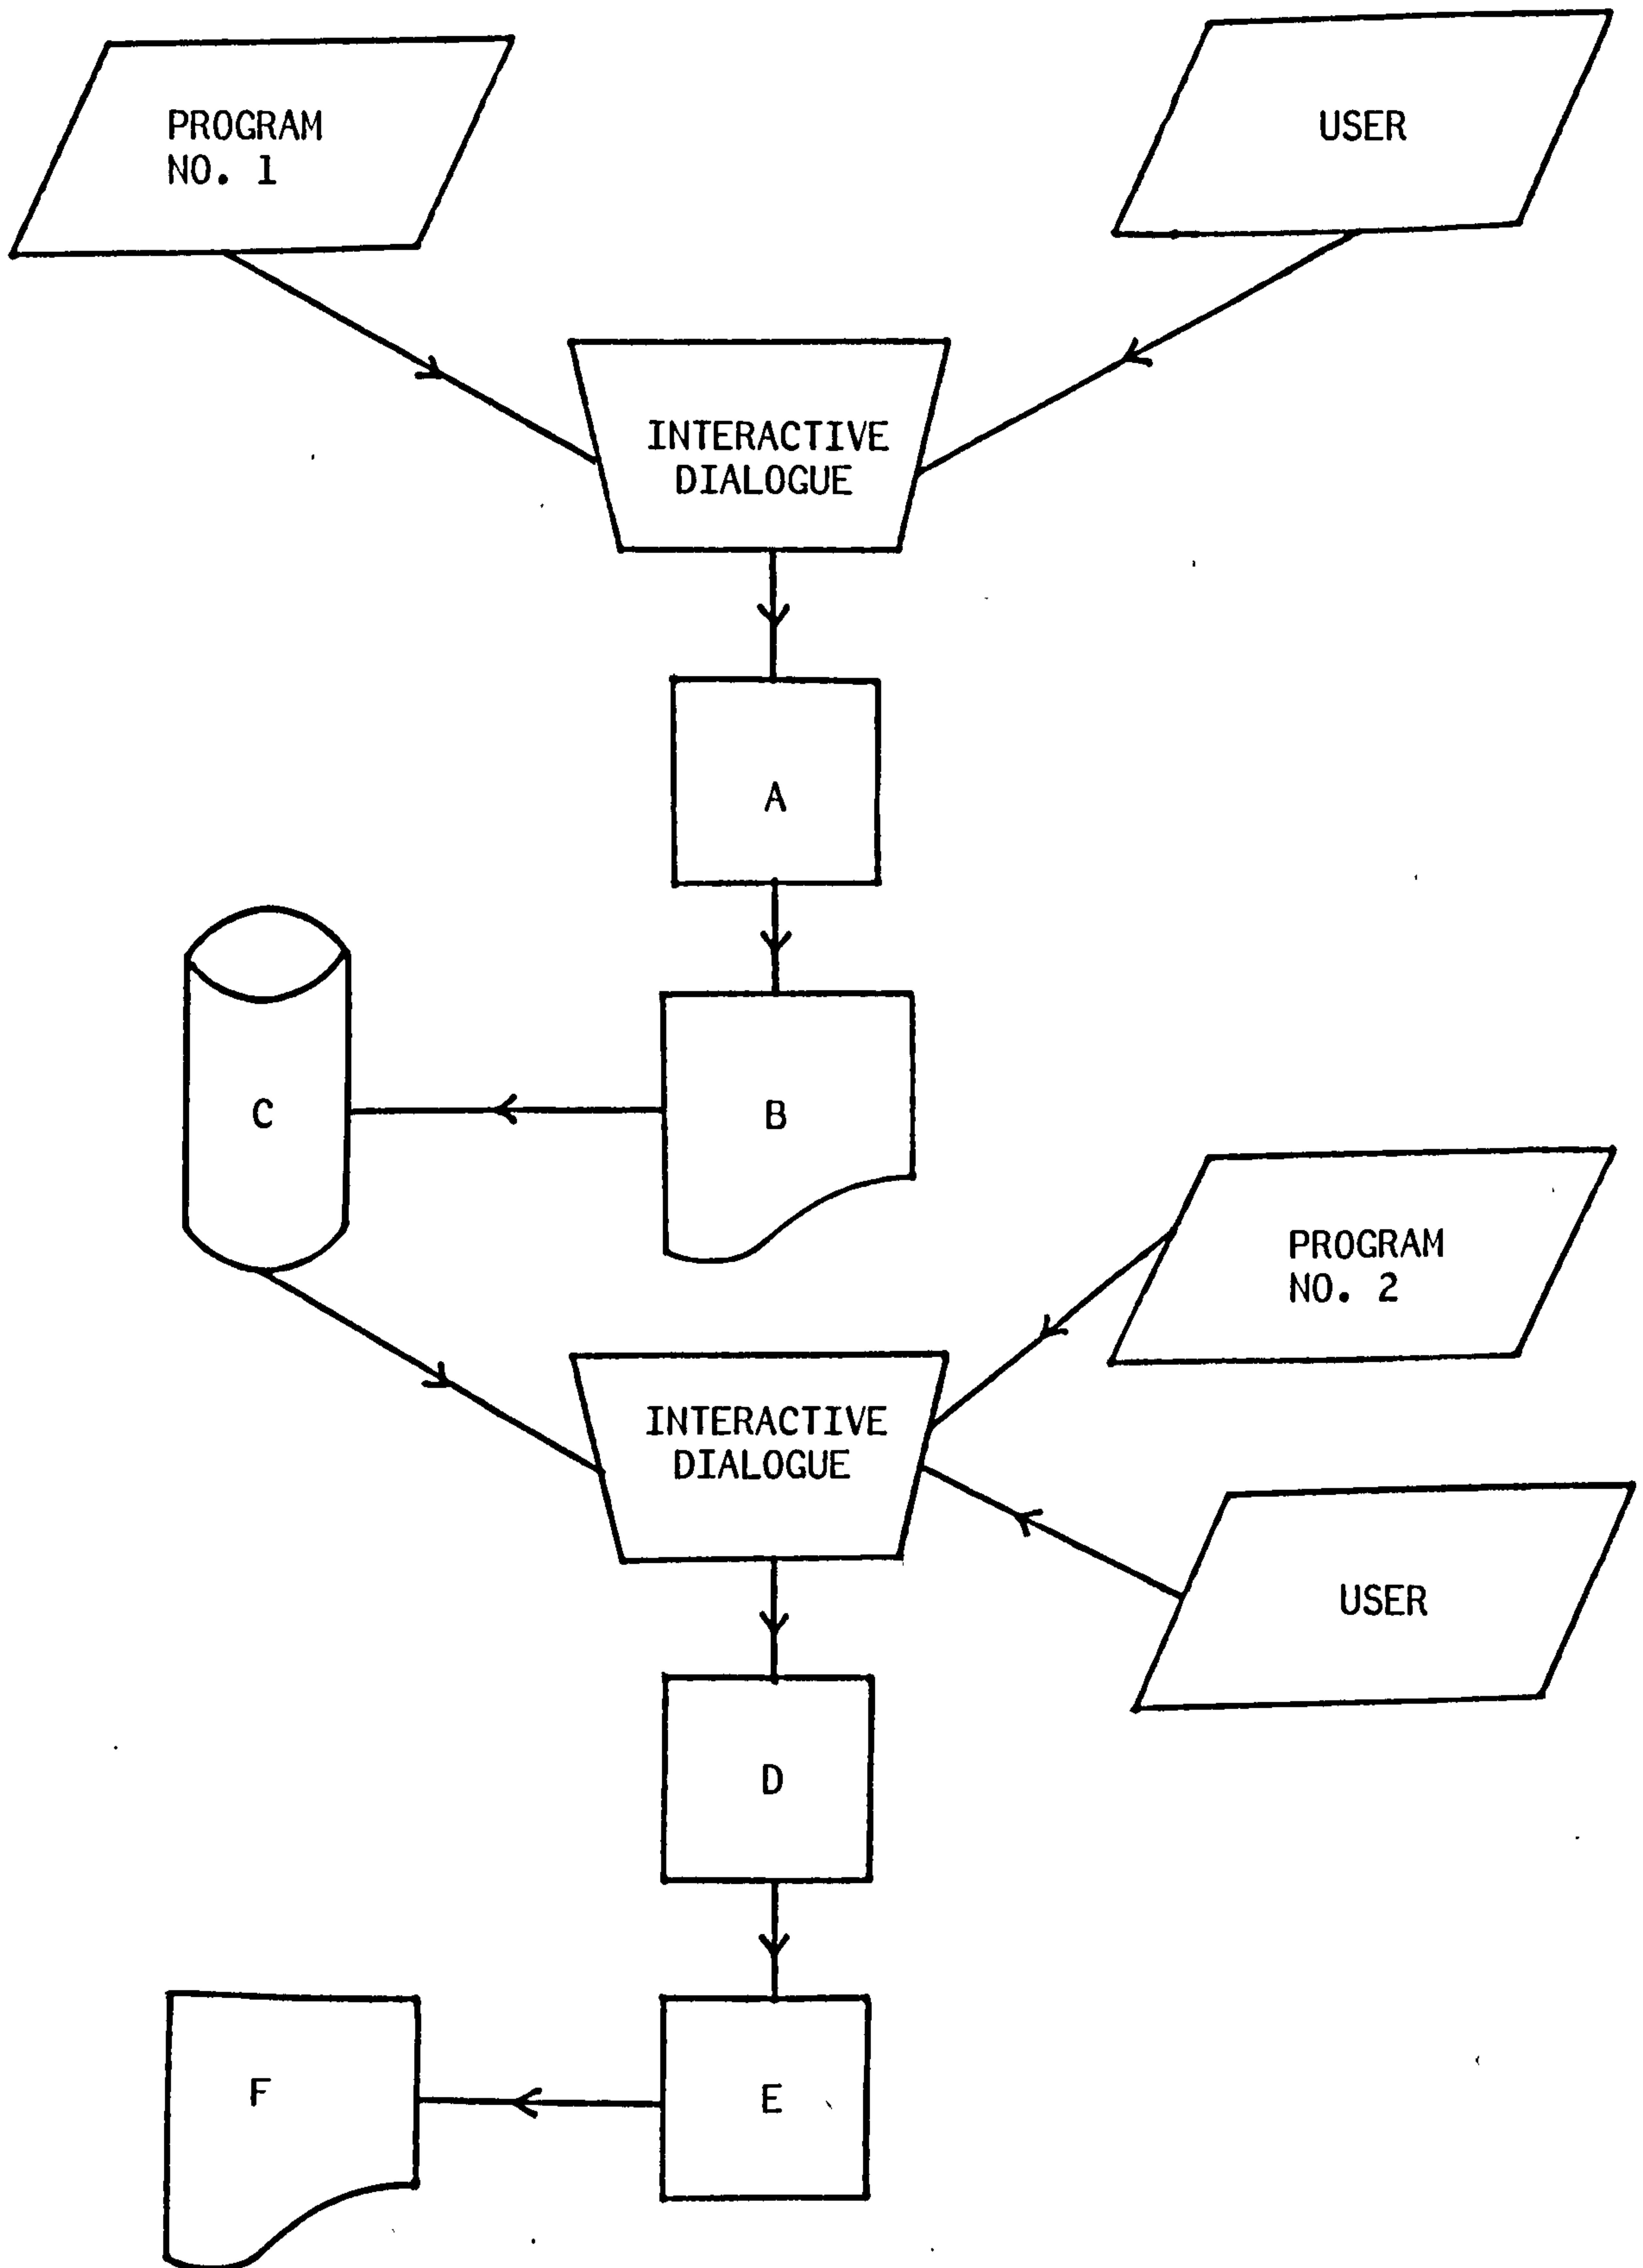 PROGRAM
NO. 1
USER
INTERACTIVE
DIALOGUE
A
C
B
PROGRAM
NO. 2
INTERACTIVE
DIALOGUE
USER
D
F
E